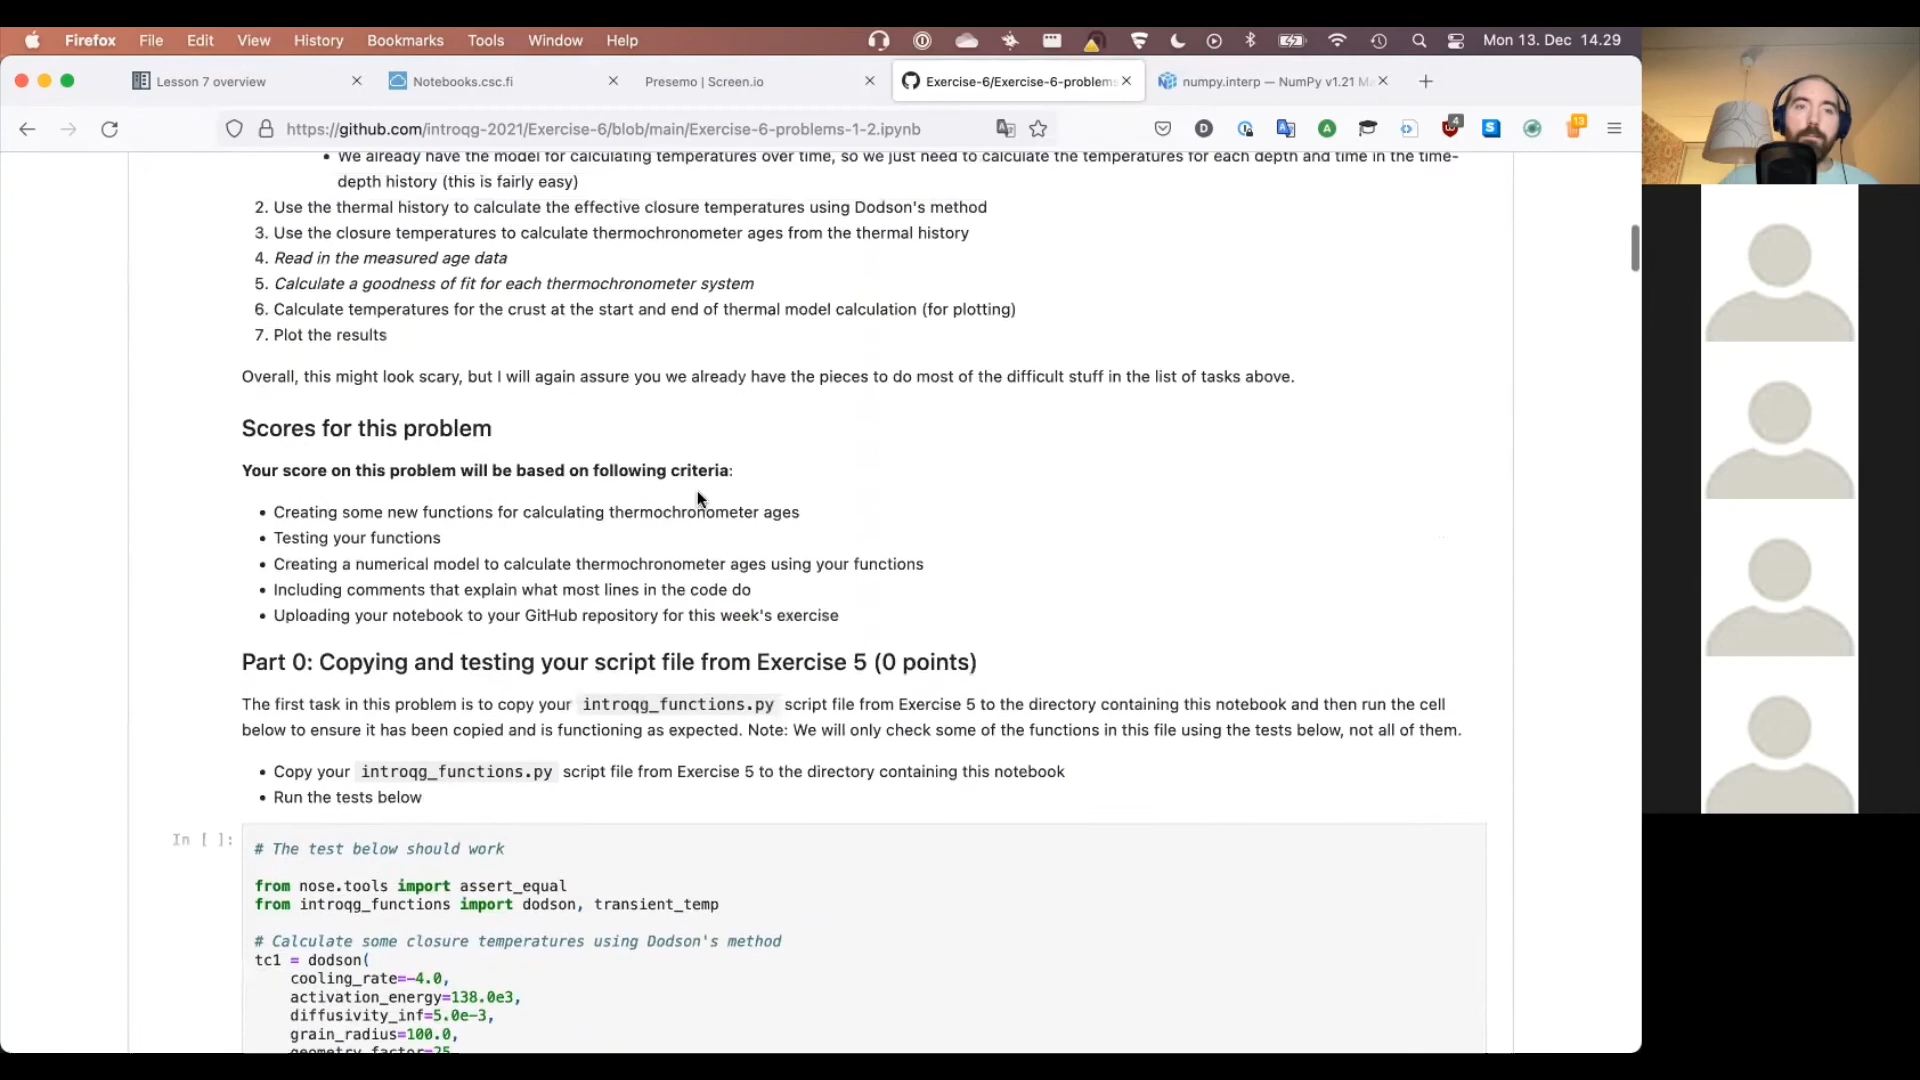 Firefox File Edit View History Bookmarks Tools Window Help Mon 13. Dec 14.29
Lesson 7 overview Notebooks.csc.fi Presemo | Screen.io Exercise-6/Exercise-6-problems numpy.interp — NumPy v1.21 Ma
https://github.com/introqg-2021/Exercise-6/blob/main/Exercise-6-problems-1-2.ipynb D A 4 S 13
• We already have the model for calculating temperatures over time, so we just need to calculate the temperatures for each depth and time in the time-
depth history (this is fairly easy)
2. Use the thermal history to calculate the effective closure temperatures using Dodson's method
3. Use the closure temperatures to calculate thermochronometer ages from the thermal history
4. Read in the measured age data
5. Calculate a goodness of fit for each thermochronometer system
6. Calculate temperatures for the crust at the start and end of thermal model calculation (for plotting)
7. Plot the results
Overall, this might look scary, but I will again assure you we already have the pieces to do most of the difficult stuff in the list of tasks above.
Scores for this problem
Your score on this problem will be based on following criteria:
• Creating some new functions for calculating thermochronometer ages
• Testing your functions
• Creating a numerical model to calculate thermochronometer ages using your functions
• Including comments that explain what most lines in the code do
• Uploading your notebook to your GitHub repository for this week's exercise
Part 0: Copying and testing your script file from Exercise 5 (0 points)
The first task in this problem is to copy your introqg_functions.py script file from Exercise 5 to the directory containing this notebook and then run the cell
below to ensure it has been copied and is functioning as expected. Note: We will only check some of the functions in this file using the tests below, not all of them.
• Copy your introqg_functions.py script file from Exercise 5 to the directory containing this notebook
• Run the tests below
In [ ]:
# The test below should work
from nose.tools import assert_equal
from introqg_functions import dodson, transient_temp
# Calculate some closure temperatures using Dodson's method
tc1 = dodson(
cooling_rate=-4.0,
activation_energy=138.0e3,
diffusivity_inf=5.0e-3,
grain_radius=100.0,
geometry_factor=25,